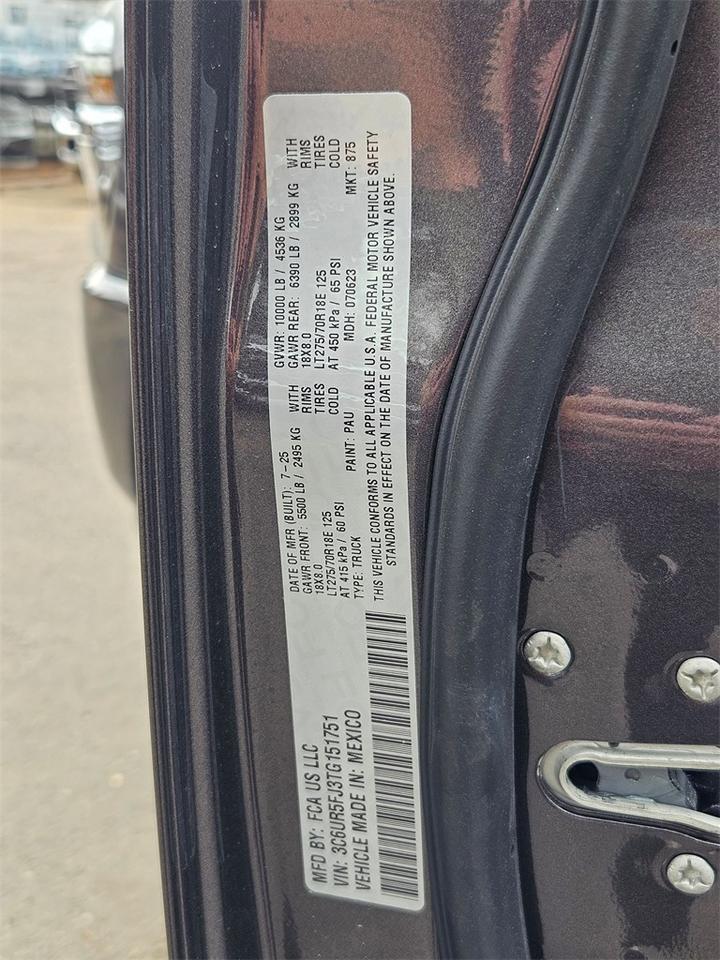 MFD BY: FCA US LLC
VIN: 3C6UR5FJ3TG151751
VEHICLE MADE IN: MEXICO
DATE OF MFR (BUILT): 7-25 GVWR: 10000 LB / 4536 KG
GAWR FRONT: 5500 LB / 2495 KG WITH GAWR REAR: 6390 LB / 2899 KG WITH
18X8.0 RIMS 18X8.0 RIMS
LT275/70R18E 125 TIRES LT275/70R18E 125 TIRES
AT 415 kPa / 60 PSI COLD AT 450 kPa / 65 PSI COLD
TYPE: TRUCK PAINT: PAU MDH: 070623 MKT: 875
THIS VEHICLE CONFORMS TO ALL APPLICABLE U.S.A. FEDERAL MOTOR VEHICLE SAFETY
STANDARDS IN EFFECT ON THE DATE OF MANUFACTURE SHOWN ABOVE.